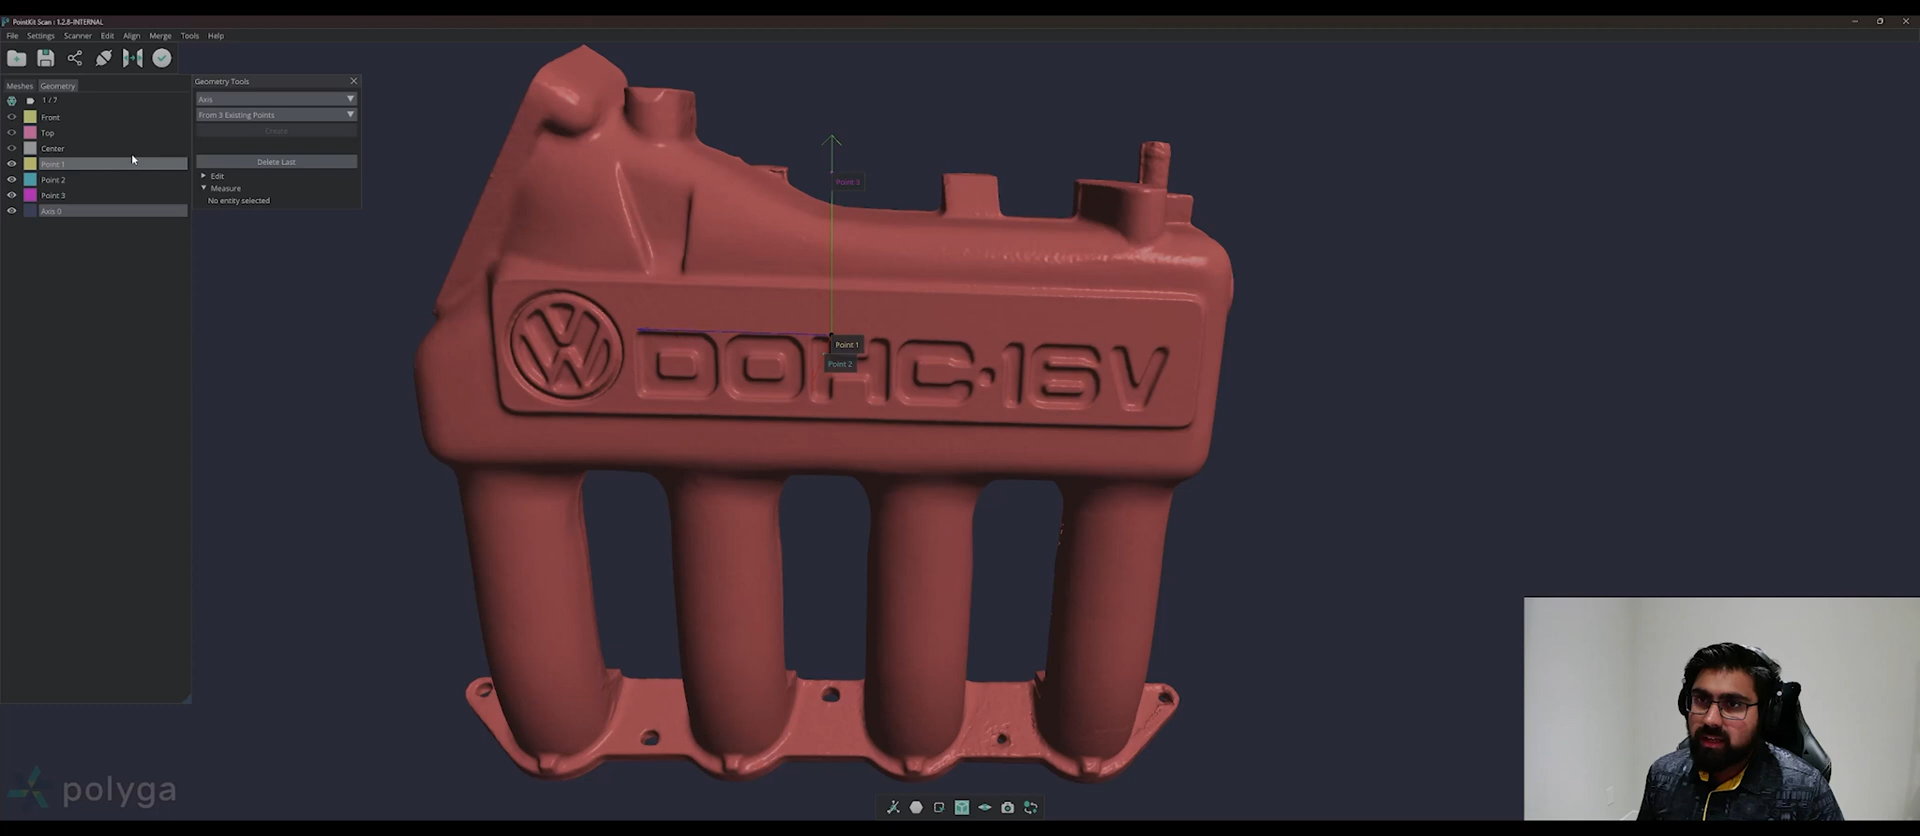 PointKit Scan : 1.2.8-INTERNAL
File Settings Scanner Edit Align Merge Tools Help
Meshes Geometry
1 / 7
Front
Top
Center
Point 1
Point 2
Point 3
Axis 0
Geometry Tools
Axis
From 3 Existing Points
Create
Delete Last
Edit
Measure
No entity selected
Point 3
Point 1
Point 2
VW DOHC·16V
polyga